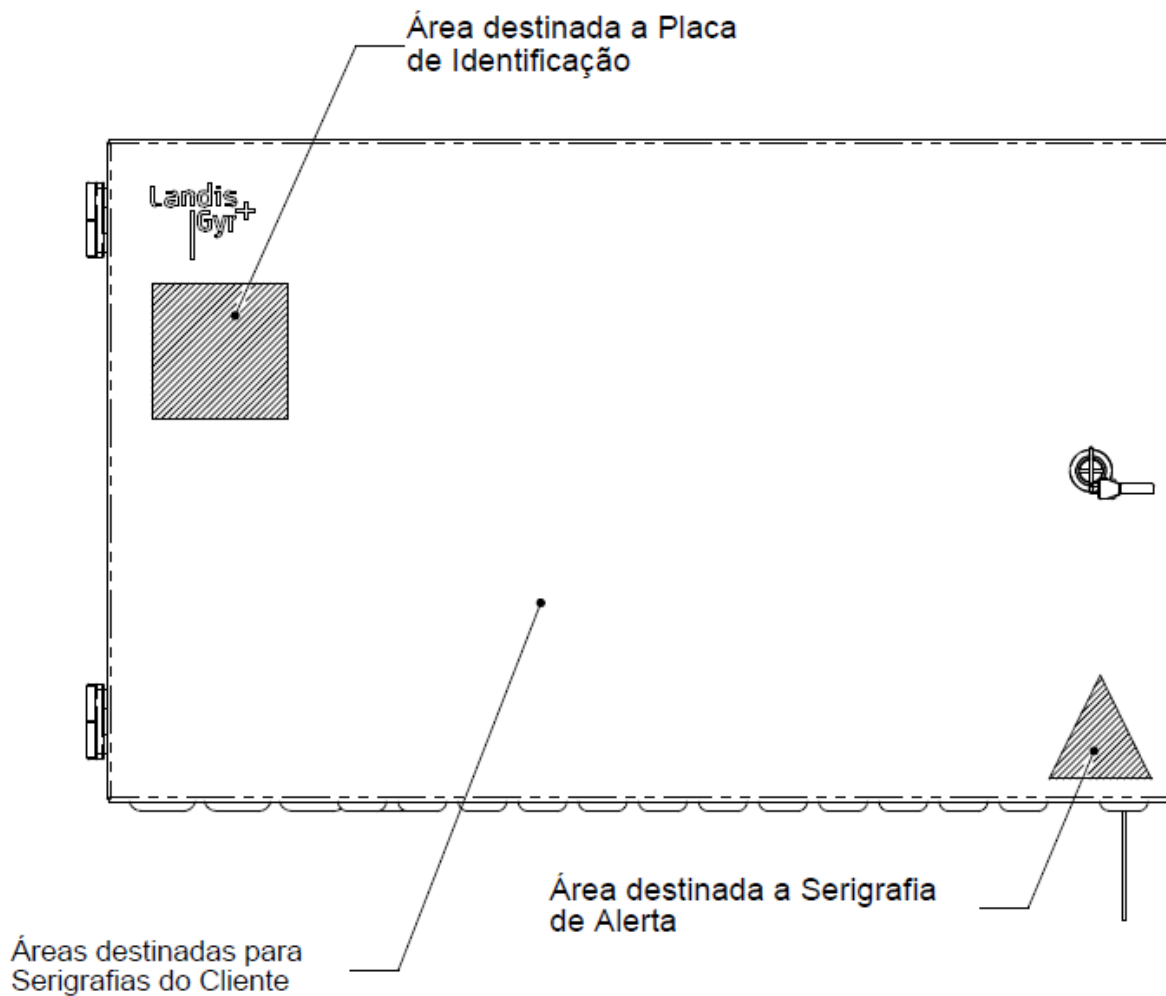 Área destinada a Placa
de Identificação
Landis
Gyr+
Área destinada a Serigrafia
de Alerta
Áreas destinadas para
Serigrafias do Cliente